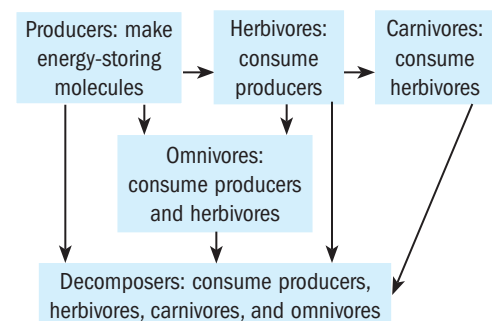 Producers: make
energy-storing
molecules
Herbivores:
consume
producers
Carnivores:
consume
herbivores
Omnivores:
consume producers
and herbivores
Decomposers: consume producers,
herbivores, carnivores, and omnivores